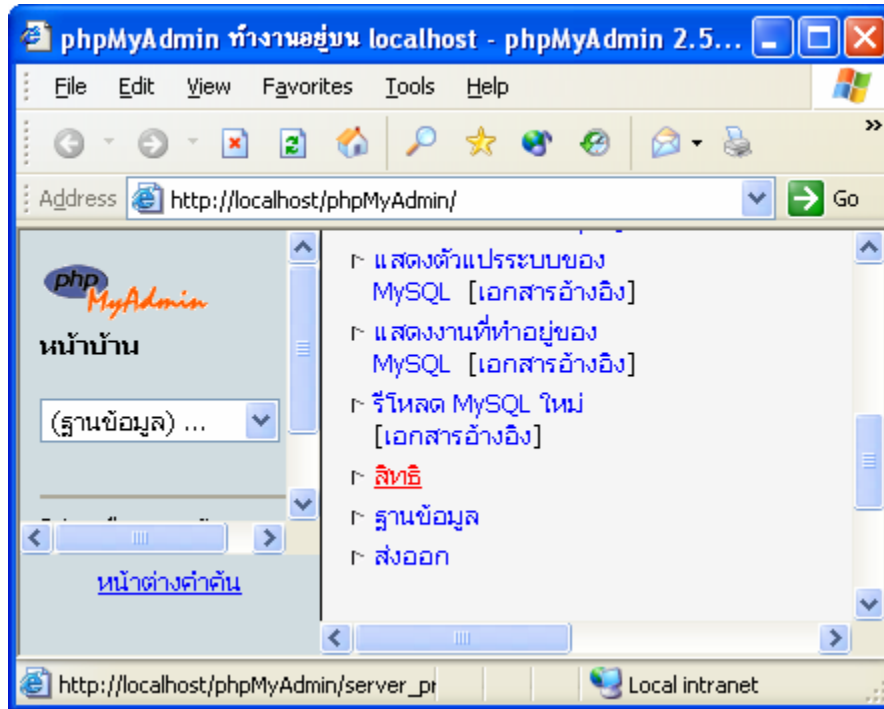 phpMyAdmin ทำงานอยู่บน localhost - phpMyAdmin 2.5...
File Edit View Favorites Tools Help
Address http://localhost/phpMyAdmin/ Go
php
MyAdmin
หน้าบ้าน
(ฐานข้อมูล) ...
หน้าต่างคำค้น
แสดงตัวแปรระบบของ
MySQL [เอกสารอ้างอิง]
แสดงงานที่ทำอยู่ของ
MySQL [เอกสารอ้างอิง]
รีโหลด MySQL ใหม่
[เอกสารอ้างอิง]
สิทธิ
ฐานข้อมูล
ส่งออก
http://localhost/phpMyAdmin/server_pr Local intranet